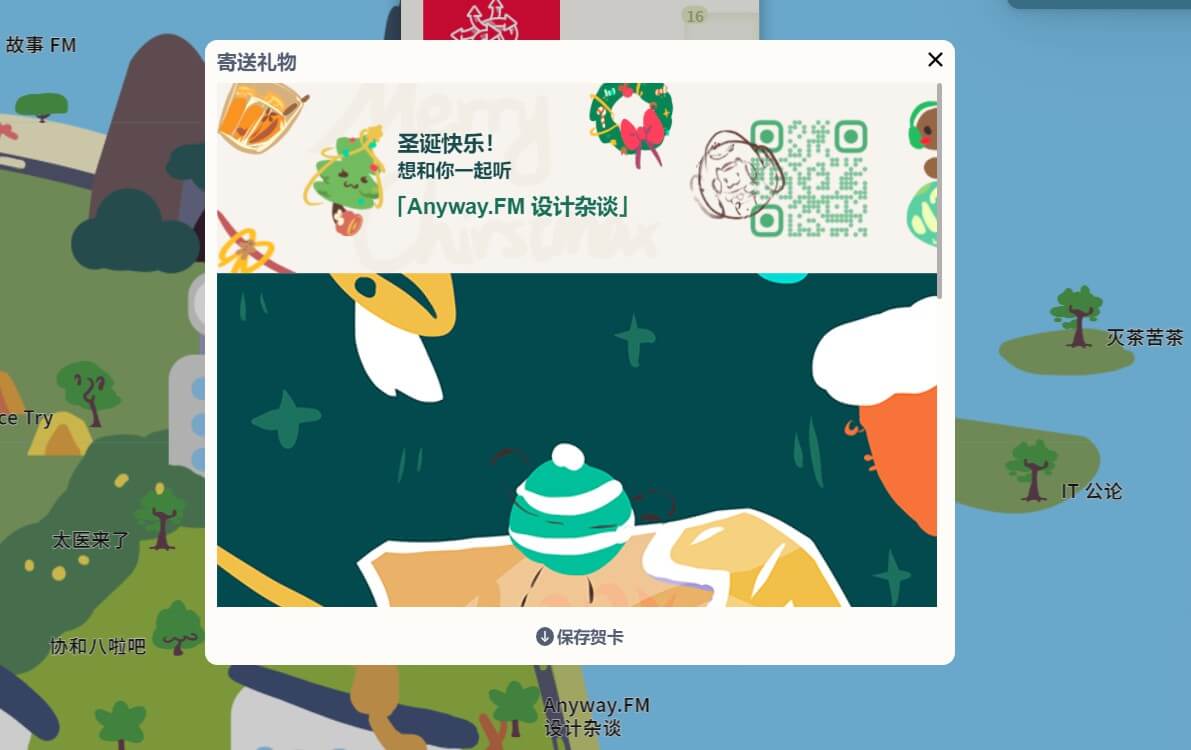 故事 FM
16
寄送礼物
Merry
圣诞快乐!
想和你一起听
「Anyway.FM 设计杂谈」
Chirstmax
灭茶苦茶
ce Try
IT 公论
太医来了
保存贺卡
协和八啦吧
Anyway.FM
设计杂谈